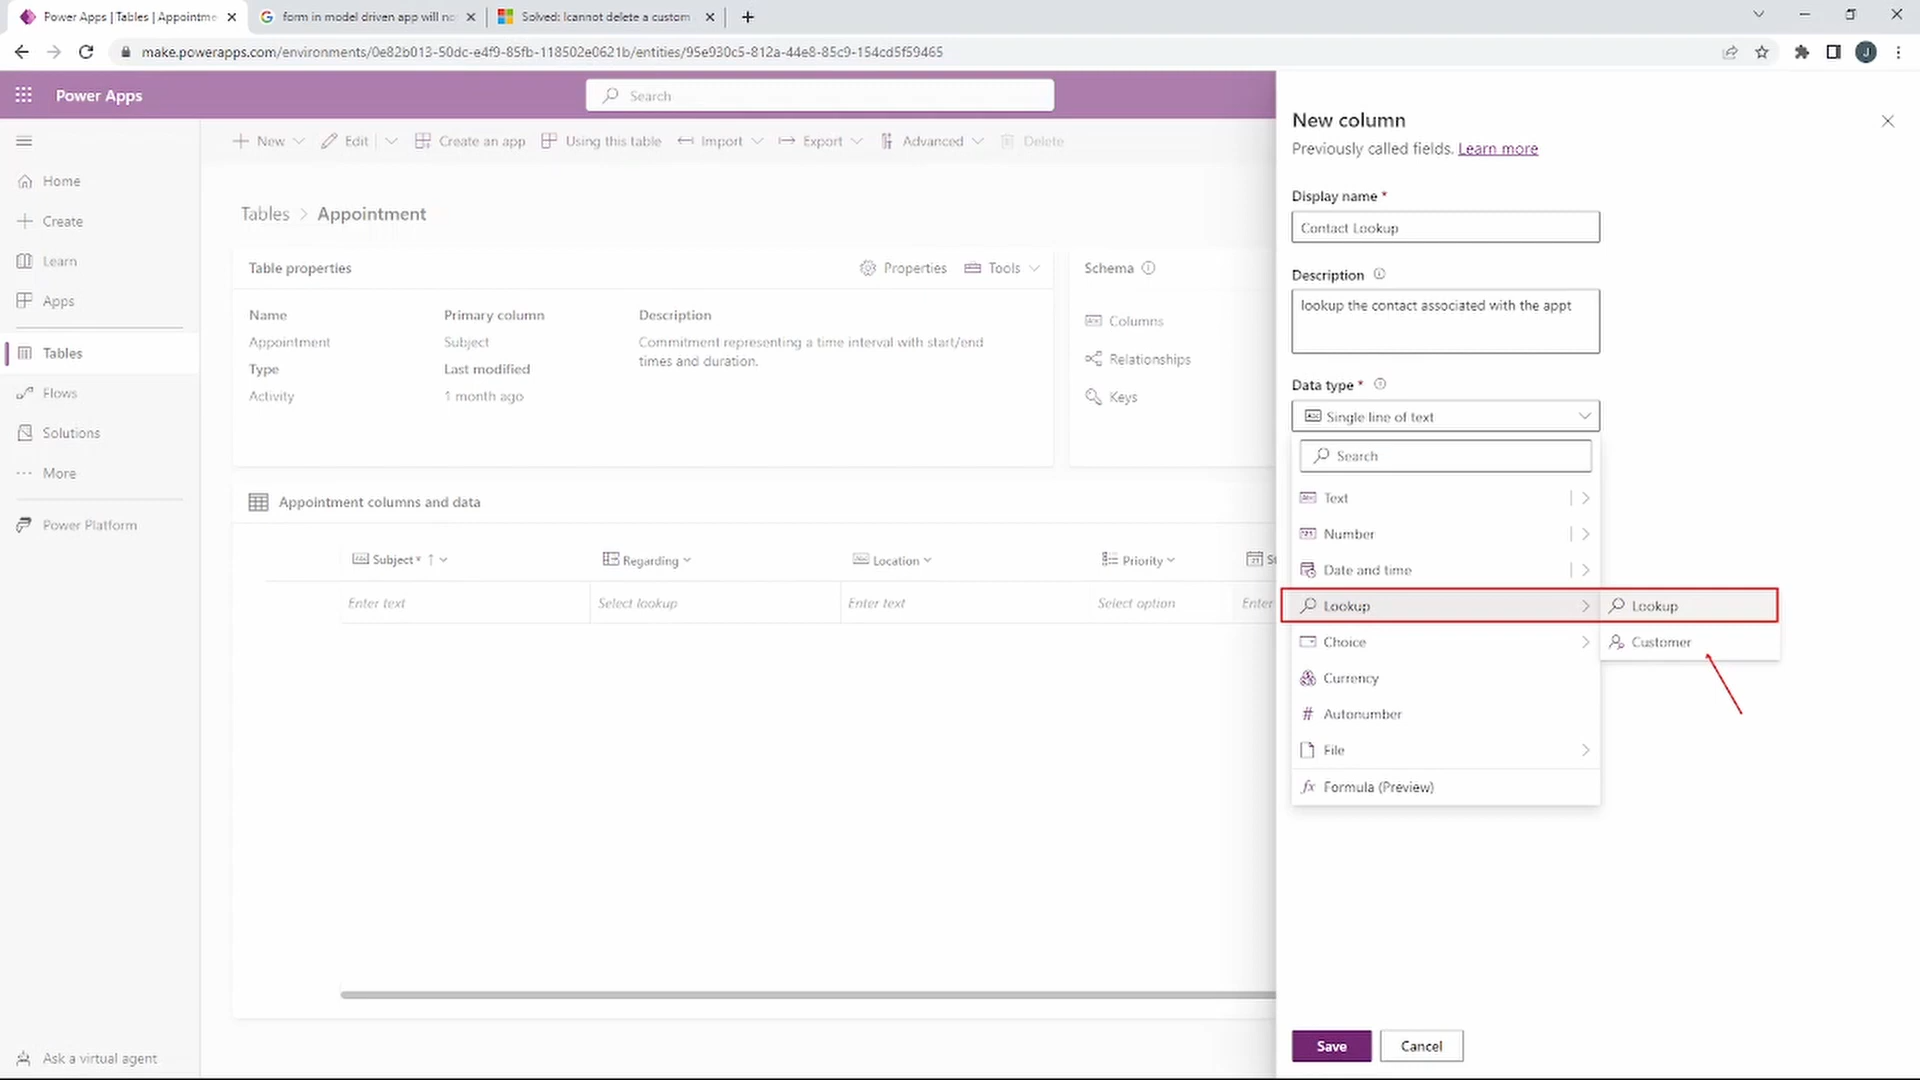 Power Apps | Tables | Appointme
form in model driven app will no
Solved: Icannot delete a custom
make.powerapps.com/environments/0e82b013-50dc-e4f9-85fb-118502e0621b/entities/95e930c5-812a-44e8-85c9-154cd5f59465
J
Power Apps
Search
New
Edit
Create an app
Using this table
Import
Export
Advanced
Delete
Home
Create
Learn
Apps
Tables
Flows
Solutions
More
Power Platform
Ask a virtual agent
Tables > Appointment
Table properties
Properties
Tools
Name
Primary column
Description
Appointment
Subject
Commitment representing a time interval with start/end
times and duration.
Type
Last modified
Activity
1 month ago
Schema
Columns
Relationships
Keys
Appointment columns and data
Subject *
Regarding
Location
Priority
St
Enter text
Select lookup
Enter text
Select option
Enter
New column
Previously called fields. Learn more
Display name *
Contact Lookup
Description
lookup the contact associated with the appt
Data type *
Abc Single line of text
Search
Abc Text
123 Number
Date and time
Lookup
Lookup
Choice
Customer
Currency
# Autonumber
File
fx Formula (Preview)
Save
Cancel